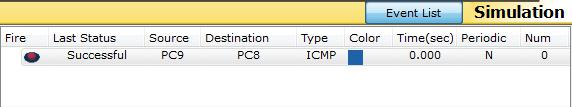 Event List Simulation
Fire Last Status Source Destination Type Color Time(sec) Periodic Num
Successful PC9 PC8 ICMP 0.000 N 0